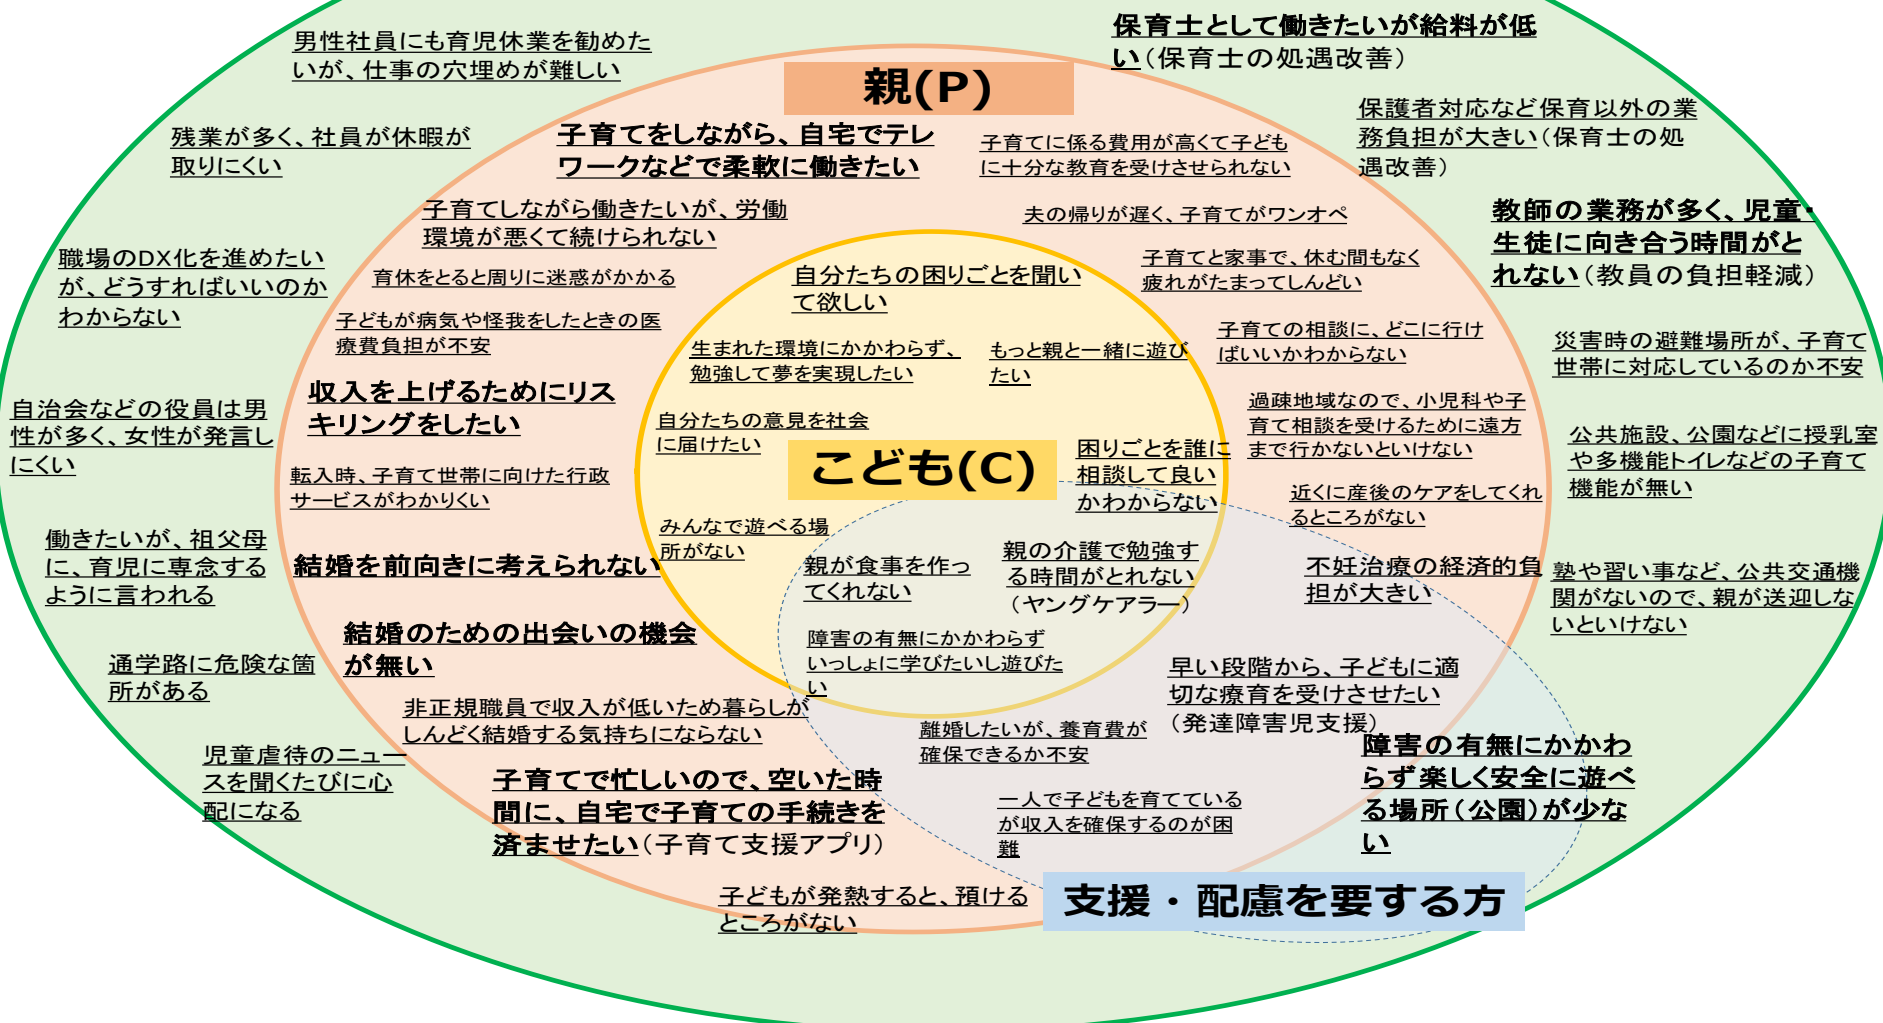 男性社員にも育児休業を勧めた
いが、仕事の穴埋めが難しい
保育士として働きたいが給料が低
い(保育士の処遇改善)
親(P)
残業が多く、社員が休暇が
取りにくい
子育てをしながら、自宅でテレ
ワークなどで柔軟に働きたい
子育てに係る費用が高くて子ども
に十分な教育を受けさせられない
保護者対応など保育以外の業
務負担が大きい(保育士の処
遇改善)
子育てしながら働きたいが、労働
環境が悪くて続けられない
夫の帰りが遅く、子育てがワンオペ
教師の業務が多く、児童・
生徒に向き合う時間がと
れない(教員の負担軽減)
職場のDX化を進めたい
が、どうすればいいのか
わからない
育休をとると周りに迷惑がかかる
自分たちの困りごとを聞い
て欲しい
子育てと家事で、休む間もなく
疲れがたまってしんどい
子どもが病気や怪我をしたときの医
療費負担が不安
生まれた環境にかかわらず、
勉強して夢を実現したい
もっと親と一緒に遊び
たい
子育ての相談に、どこに行け
ばいいかわからない
災害時の避難場所が、子育て
世帯に対応しているのか不安
収入を上げるためにリス
キリングをしたい
自治会などの役員は男
性が多く、女性が発言し
にくい
自分たちの意見を社会
に届けたい
過疎地域なので、小児科や子
育て相談を受けるために遠方
まで行かないといけない
公共施設、公園などに授乳室
や多機能トイレなどの子育て
機能が無い
こども(C)
困りごとを誰に
相談して良い
かわからない
転入時、子育て世帯に向けた行政
サービスがわかりくい
近くに産後のケアをしてくれ
るところがない
みんなで遊べる場
所がない
働きたいが、祖父母
に、育児に専念する
ように言われる
結婚を前向きに考えられない
親が食事を作っ
てくれない
親の介護で勉強す
る時間がとれない
(ヤングケアラー)
不妊治療の経済的負
担が大きい
塾や習い事など、公共交通機
関がないので、親が送迎しな
いといけない
結婚のための出会いの機会
が無い
障害の有無にかかわらず
いっしょに学びたいし遊びた
い
通学路に危険な箇
所がある
早い段階から、子どもに適
切な療育を受けさせたい
(発達障害児支援)
非正規職員で収入が低いため暮らしが
しんどく結婚する気持ちにならない
離婚したいが、養育費が
確保できるか不安
児童虐待のニュー
スを聞くたびに心
配になる
障害の有無にかかわ
らず楽しく安全に遊べ
る場所(公園)が少な
い
子育てで忙しいので、空いた時
間に、自宅で子育ての手続きを
済ませたい(子育て支援アプリ)
一人で子どもを育てている
が収入を確保するのが困
難
子どもが発熱すると、預ける
ところがない
支援・配慮を要する方